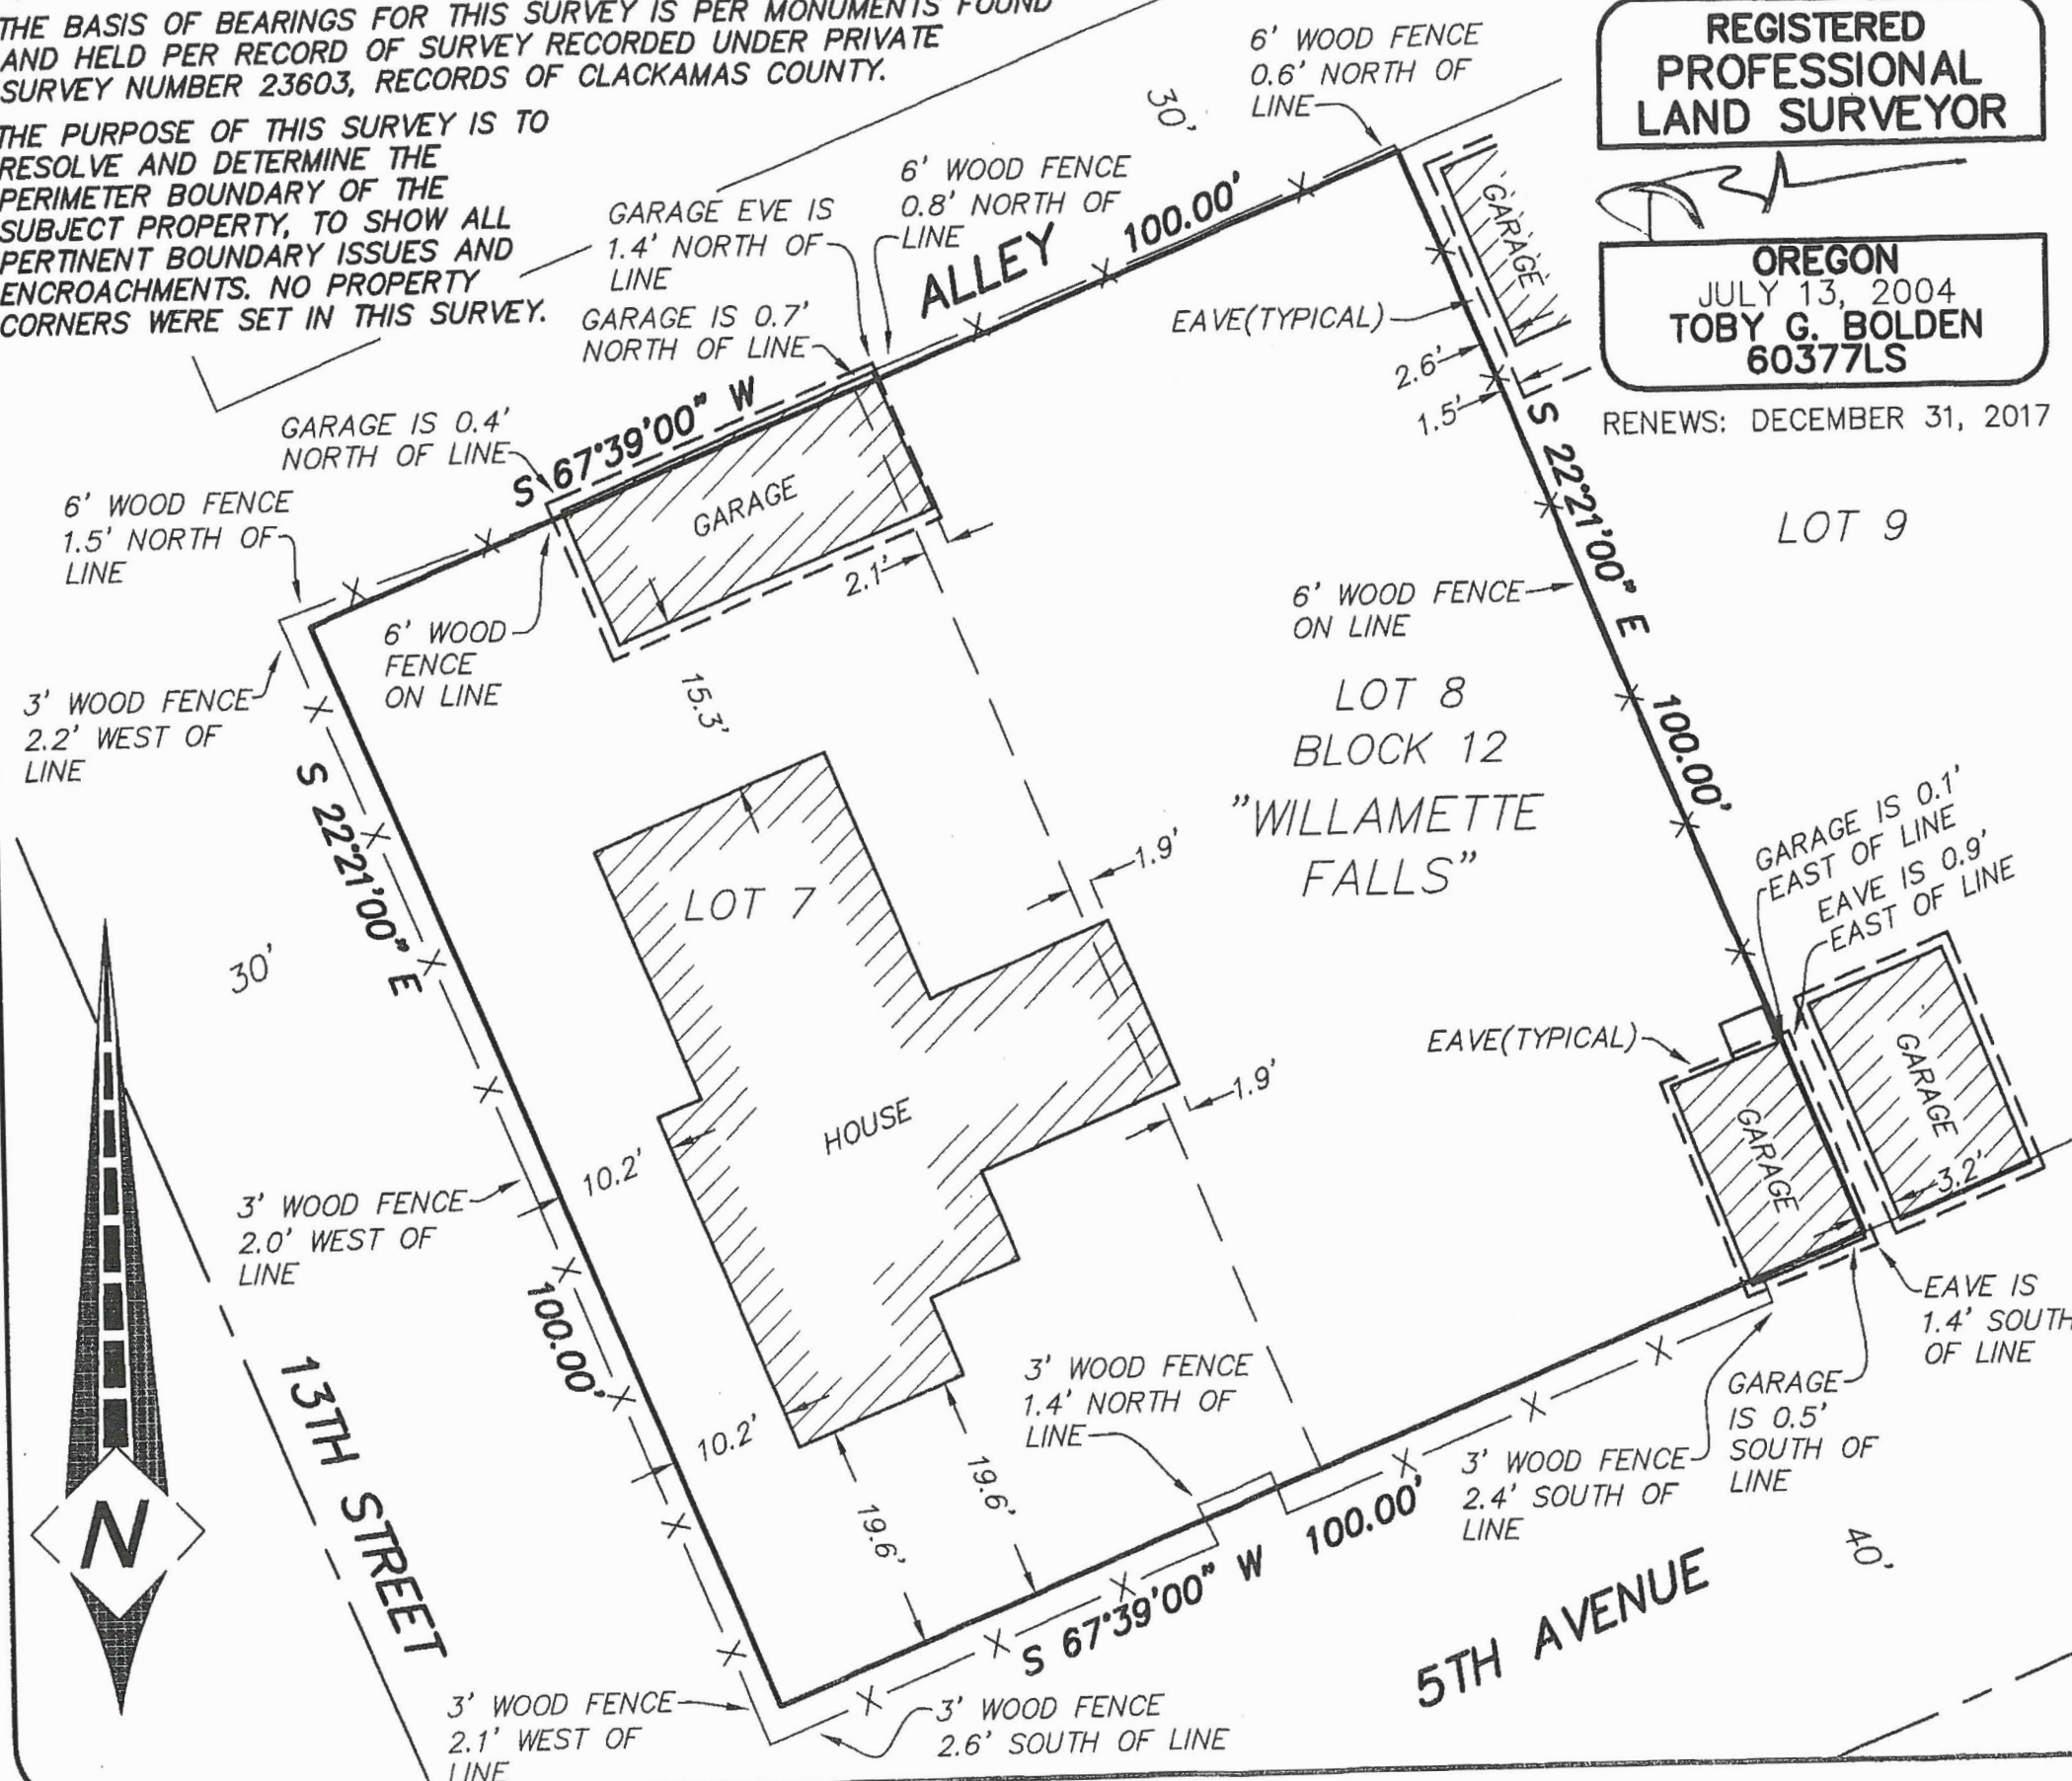 THE BASIS OF BEARINGS FOR THIS SURVEY IS PER MONUMENTS FOUND
AND HELD PER RECORD OF SURVEY RECORDED UNDER PRIVATE
SURVEY NUMBER 23603, RECORDS OF CLACKAMAS COUNTY.
THE PURPOSE OF THIS SURVEY IS TO
RESOLVE AND DETERMINE THE
PERIMETER BOUNDARY OF THE
SUBJECT PROPERTY, TO SHOW ALL
PERTINENT BOUNDARY ISSUES AND
ENCROACHMENTS. NO PROPERTY
CORNERS WERE SET IN THIS SURVEY.
6' WOOD FENCE
0.6' NORTH OF
LINE
30'
REGISTERED
PROFESSIONAL
LAND SURVEYOR
OREGON
JULY 13, 2004
TOBY G. BOLDEN
60377LS
RENEWS: DECEMBER 31, 2017
6' WOOD FENCE
0.8' NORTH OF
LINE
GARAGE EVE IS
1.4' NORTH OF
LINE
GARAGE IS 0.7'
NORTH OF LINE
ALLEY
100.00'
GARAGE
EAVE(TYPICAL)
2.6'
1.5'
S 67°39'00" W
GARAGE IS 0.4'
NORTH OF LINE
6' WOOD FENCE
1.5' NORTH OF
LINE
GARAGE
2.1'
S 22°21'00" E
LOT 9
6' WOOD FENCE
ON LINE
6' WOOD
FENCE
ON LINE
3' WOOD FENCE
2.2' WEST OF
LINE
15.3'
LOT 8
BLOCK 12
"WILLAMETTE
FALLS"
100.00'
S 22°21'00" E
LOT 7
1.9'
GARAGE IS 0.1'
EAST OF LINE
EAVE IS 0.9'
EAST OF LINE
30'
EAVE(TYPICAL)
GARAGE
GARAGE
3.2'
HOUSE
1.9'
10.2'
3' WOOD FENCE
2.0' WEST OF
LINE
100.00'
EAVE IS
1.4' SOUTH
OF LINE
3' WOOD FENCE
1.4' NORTH OF
LINE
GARAGE
IS 0.5'
SOUTH OF
LINE
3' WOOD FENCE
2.4' SOUTH OF
LINE
10.2'
19.6'
19.6'
13TH STREET
N
S 67°39'00" W
100.00'
40'
5TH AVENUE
3' WOOD FENCE
2.1' WEST OF
LINE
3' WOOD FENCE
2.6' SOUTH OF LINE